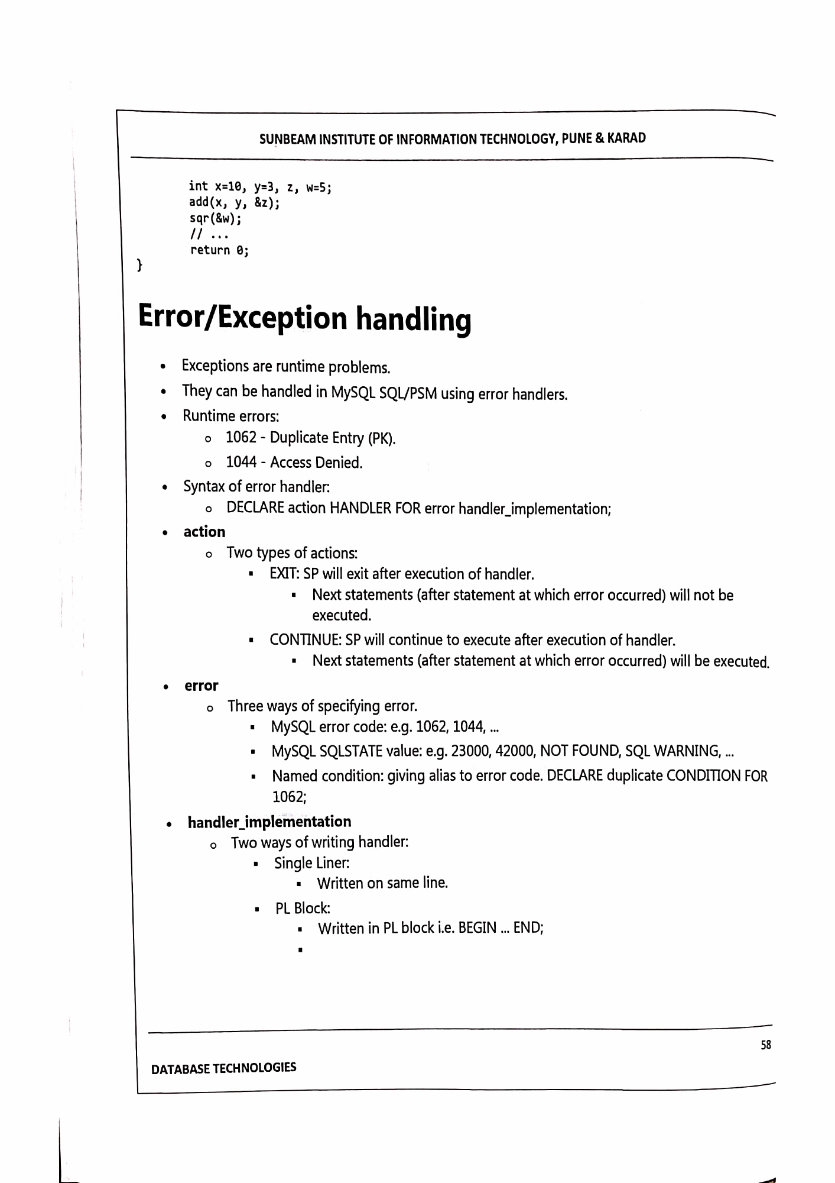 SUNBEAM INSTITUTE OF INFORMATION TECHNOLOGY, PUNE & KARAD
int x=10, y=3, z, w=5;
add(x, y, &z);
sqr(&w);
// ...
return 0;
}
Error/Exception handling
• Exceptions are runtime problems.
• They can be handled in MySQL SQL/PSM using error handlers.
• Runtime errors:
o 1062 - Duplicate Entry (PK).
o 1044 - Access Denied.
• Syntax of error handler:
o DECLARE action HANDLER FOR error handler_implementation;
• action
o Two types of actions:
▪ EXIT: SP will exit after execution of handler.
▪ Next statements (after statement at which error occurred) will not be
executed.
▪ CONTINUE: SP will continue to execute after execution of handler.
▪ Next statements (after statement at which error occurred) will be executed.
• error
o Three ways of specifying error.
▪ MySQL error code: e.g. 1062, 1044, ...
▪ MySQL SQLSTATE value: e.g. 23000, 42000, NOT FOUND, SQL WARNING, ...
▪ Named condition: giving alias to error code. DECLARE duplicate CONDITION FOR
1062;
• handler_implementation
o Two ways of writing handler:
▪ Single Liner:
▪ Written on same line.
▪ PL Block:
▪ Written in PL block i.e. BEGIN ... END;
▪
58
DATABASE TECHNOLOGIES